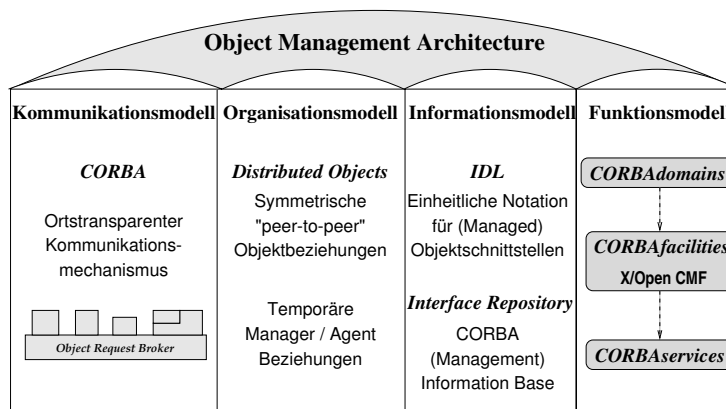 Object Management Architecture
Kommunikationsmodell
CORBA
Ortstransparenter
Kommunikations-
mechanismus
Object Request Broker
Organisationsmodell
Distributed Objects
Symmetrische
"peer-to-peer"
Objektbeziehungen
Temporäre
Manager / Agent
Beziehungen
Informationsmodell
IDL
Einheitliche Notation
für (Managed)
Objektschnittstellen
Interface Repository
CORBA
(Management)
Information Base
Funktionsmodell
CORBAdomains
CORBAfacilities
X/Open CMF
CORBAservices